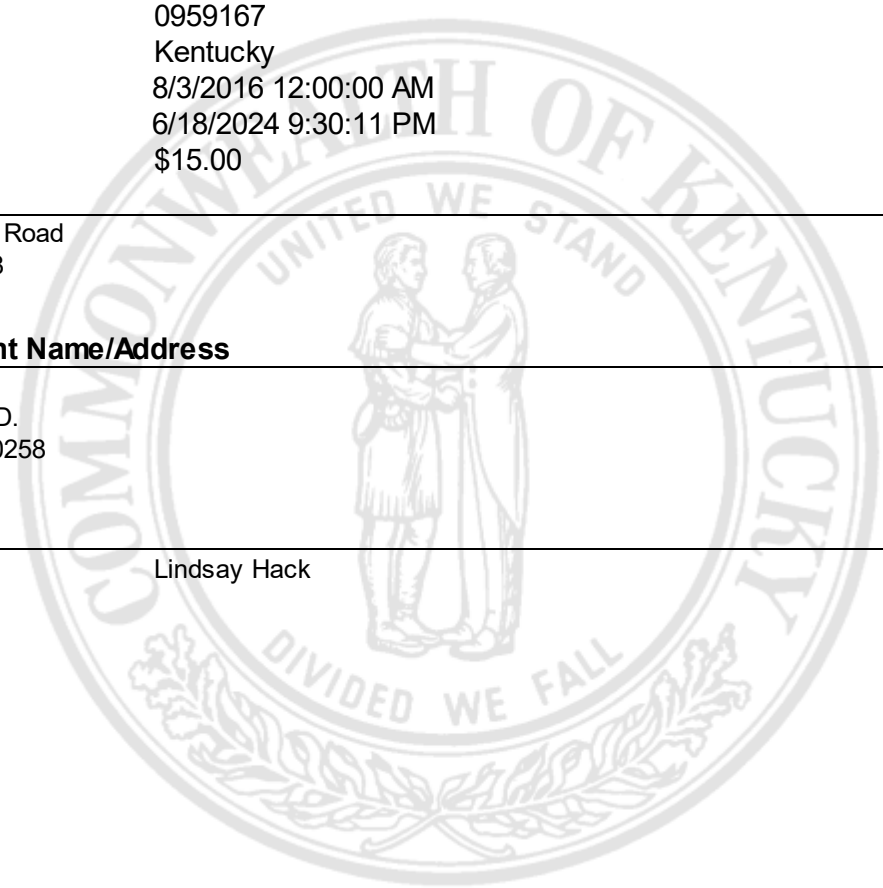 0959167
Kentucky
8/3/2016 12:00:00 AM
6/18/2024 9:30:11 PM
$15.00
Road
nt Name/Address
D.
0258
Lindsay Hack
COMMONWEALTH OF KENTUCKY
UNITED WE STAND
DIVIDED WE FALL